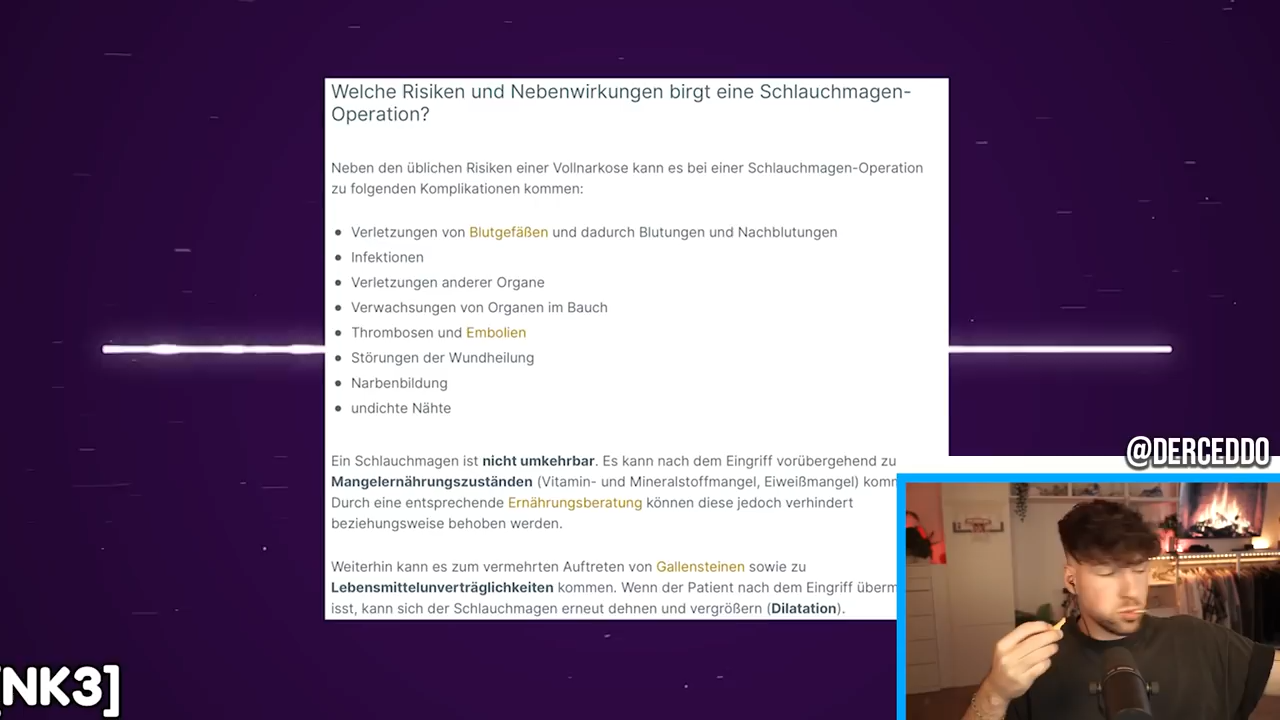 Welche Risiken und Nebenwirkungen birgt eine Schlauchmagen-
Operation?
Neben den üblichen Risiken einer Vollnarkose kann es bei einer Schlauchmagen-Operation
zu folgenden Komplikationen kommen:
• Verletzungen von Blutgefäßen und dadurch Blutungen und Nachblutungen
• Infektionen
• Verletzungen anderer Organe
• Verwachsungen von Organen im Bauch
• Thrombosen und Embolien
• Störungen der Wundheilung
• Narbenbildung
• undichte Nähte
Ein Schlauchmagen ist nicht umkehrbar. Es kann nach dem Eingriff vorübergehend zu
Mangelernährungszuständen (Vitamin- und Mineralstoffmangel, Eiweißmangel)
Durch eine entsprechende Ernährungsberatung können diese jedoch verhindert
beziehungsweise behoben werden.
Weiterhin kann es zum vermehrten Auftreten von Gallensteinen sowie zu
Lebensmittelunverträglichkeiten kommen. Wenn der Patient nach dem Eingriff
isst, kann sich der Schlauchmagen erneut dehnen und vergrößern (Dilatation).
@DERCEDDO
NK3]